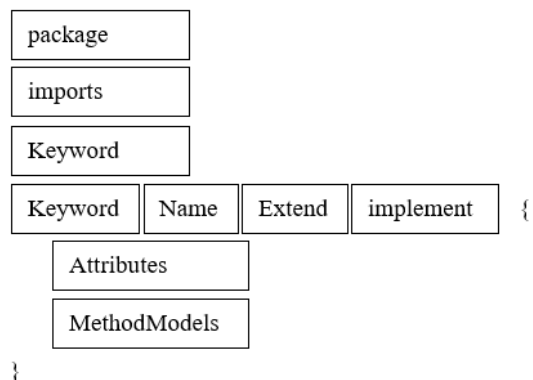 package
imports
Keyword
Keyword Name Extend implement {
Attributes
MethodModels
}